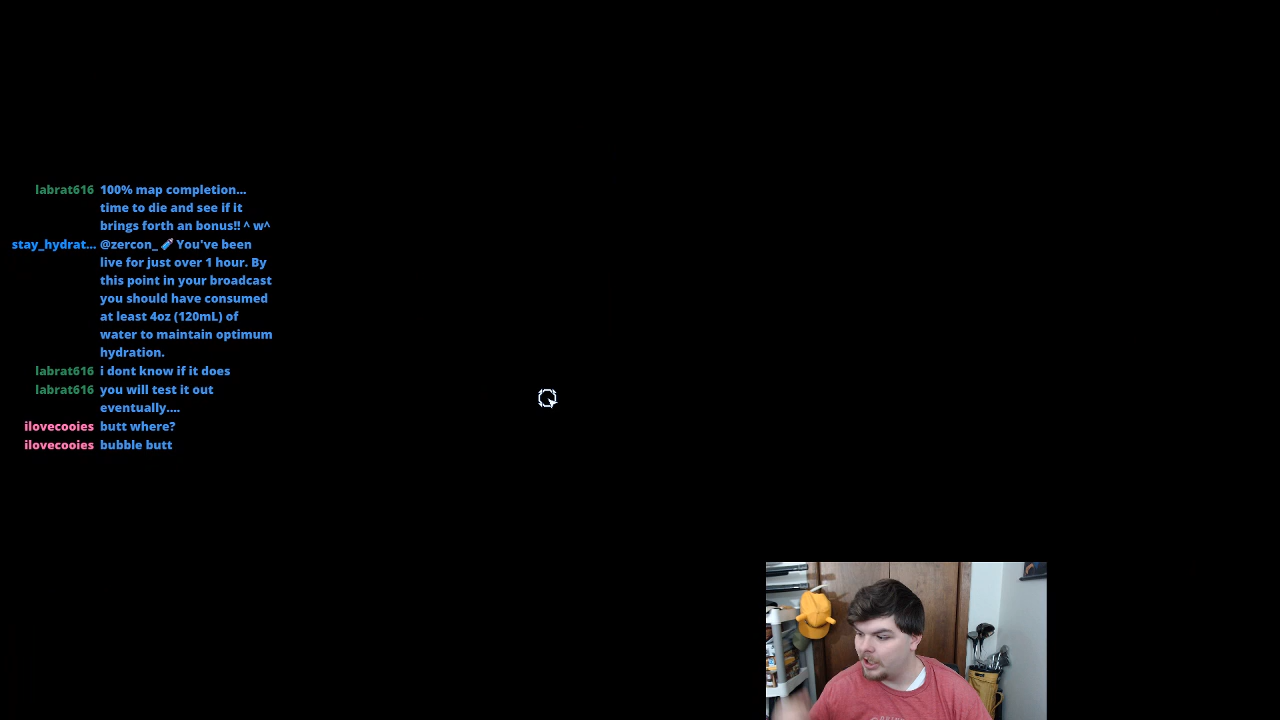 labrat616 100% map completion...
time to die and see if it
brings forth an bonus!! ^ w^
stay_hydrat... @zercon_ You've been
live for just over 1 hour. By
this point in your broadcast
you should have consumed
at least 4oz (120mL) of
water to maintain optimum
hydration.
labrat616 i dont know if it does
labrat616 you will test it out
eventually....
ilovecooies butt where?
ilovecooies bubble butt